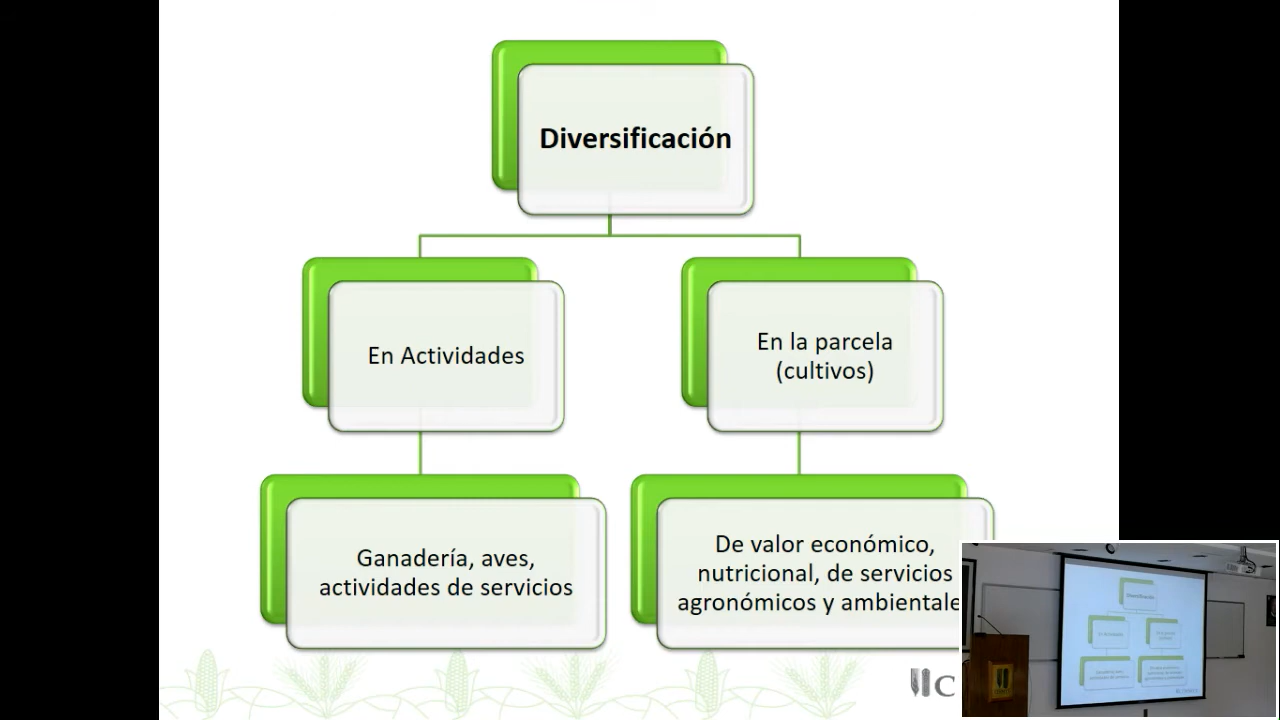 Diversificación
En Actividades
En la parcela
(cultivos)
Ganadería, aves,
actividades de servicios
De valor económico,
nutricional, de servicios
agronómicos y ambientale
C